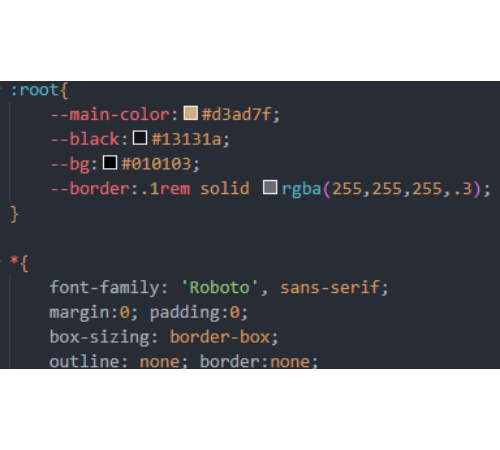 :root{
--main-color: #d3ad7f;
--black: #13131a;
--bg: #010103;
--border:.1rem solid rgba(255,255,255,.3);
}
*{
font-family: 'Roboto', sans-serif;
margin:0; padding:0;
box-sizing: border-box;
outline: none; border:none;